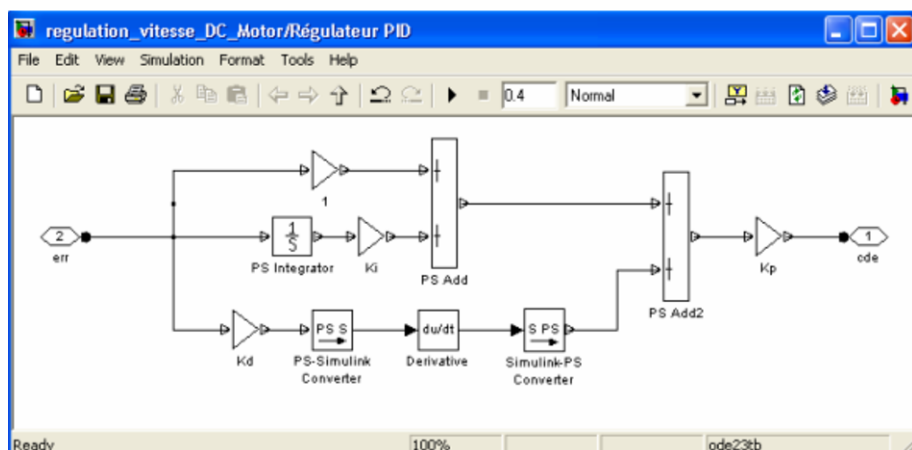 regulation_vitesse_DC_Motor/Régulateur PID
File Edit View Simulation Format Tools Help
0.4 Normal
1
2
err
1
S
PS Integrator
Ki
PS Add
Kp
1
cde
PS Add2
Kd
PS S
PS-Simulink
Converter
du/dt
Derivative
S PS
Simulink-PS
Converter
Ready 100% ode23tb